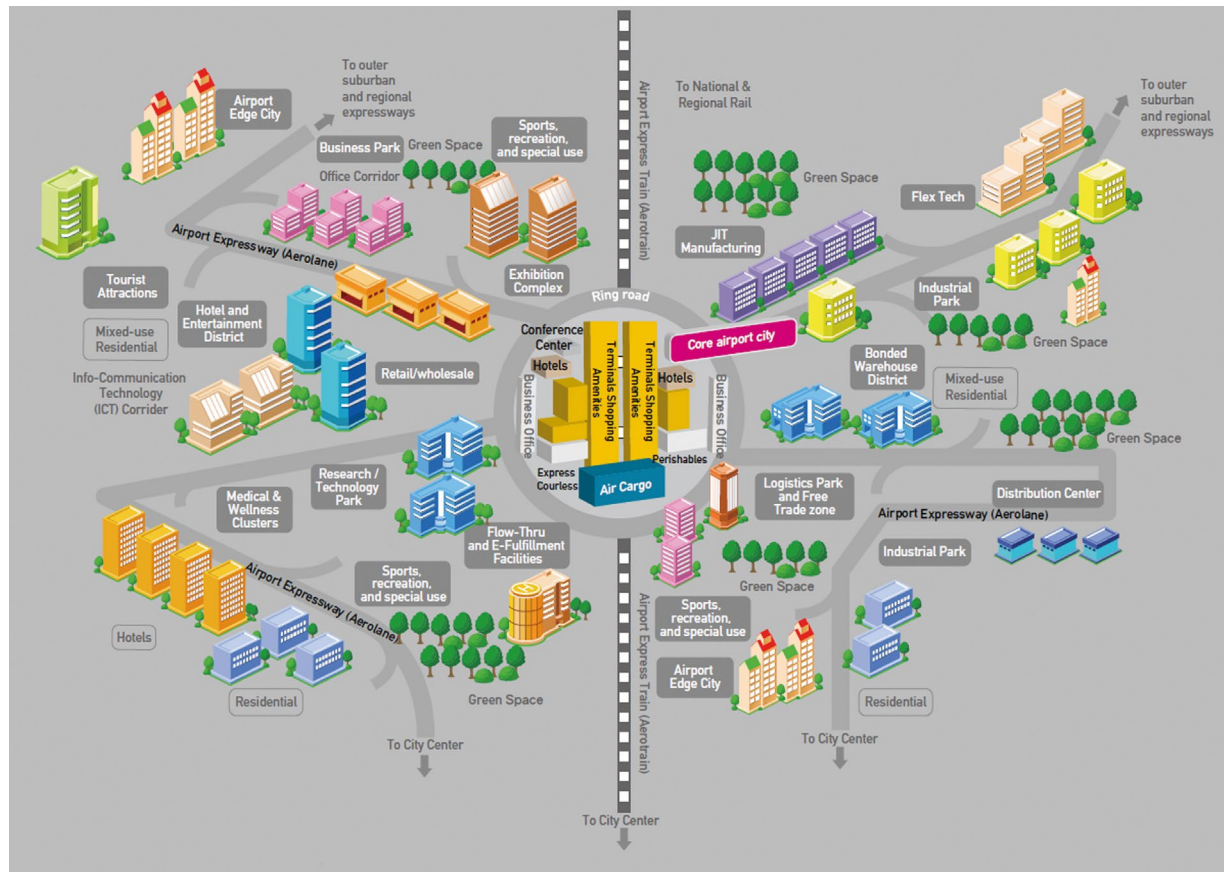 To outer
suburban
and regional
expressways
Airport
Edge City
Business Park
Office Corridor
Green Space
Sports,
recreation,
and special use
Airport Express Train (Aerotrain)
To National &
Regional Rail
To outer
suburban
and regional
expressways
Green Space
Flex Tech
JIT
Manufacturing
Airport Expressway (Aerolane)
Tourist
Attractions
Exhibition
Complex
Industrial
Park
Green Space
Ring road
Hotel and
Entertainment
District
Mixed-use
Residential
Conference
Center
Core airport city
Hotels
Hotels
Terminals Shopping
Amenities
Terminals Shopping
Amenities
Business Office
Business Office
Retail/wholesale
Info-Communication
Technology
(ICT) Corrider
Bonded
Warehouse
District
Mixed-use
Residential
Green Space
Perishables
Express
Courless
Air Cargo
Research /
Technology
Park
Medical &
Wellness
Clusters
Logistics Park
and Free
Trade zone
Distribution Center
Airport Expressway (Aerolane)
Flow-Thru
and E-Fulfillment
Facilities
Industrial Park
Airport Expressway (Aerolane)
Sports,
recreation,
and special use
Green Space
Hotels
Sports,
recreation,
and special use
Airport Express Train (Aerotrain)
Airport
Edge City
Residential
Green Space
Residential
To City Center
To City Center
To City Center